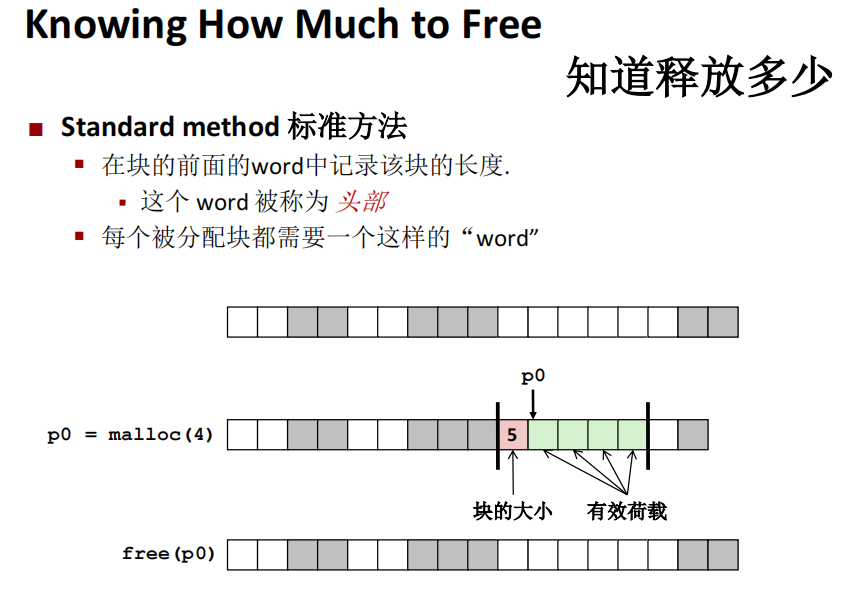 Knowing How Much to Free
知道释放多少
■ Standard method 标准方法
▪ 在块的前面的word中记录该块的长度.
▪ 这个 word 被称为 头部
▪ 每个被分配块都需要一个这样的“word”
p0
p0 = malloc(4)
5
块的大小 有效荷载
free(p0)